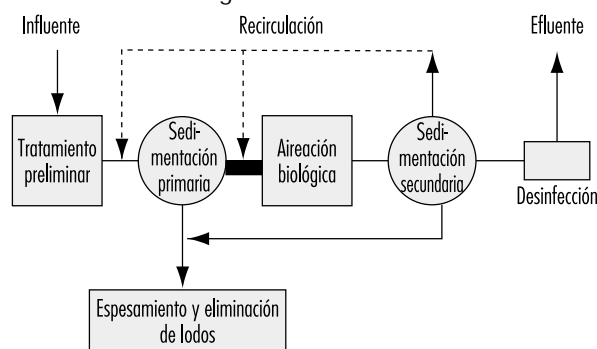 Influente
Recirculación
Efluente
Tratamiento
preliminar
Sedi-
mentación
primaria
Aireación
biológica
Sedi-
mentación
secundaria
Desinfección
Espesamiento y eliminación
de lodos